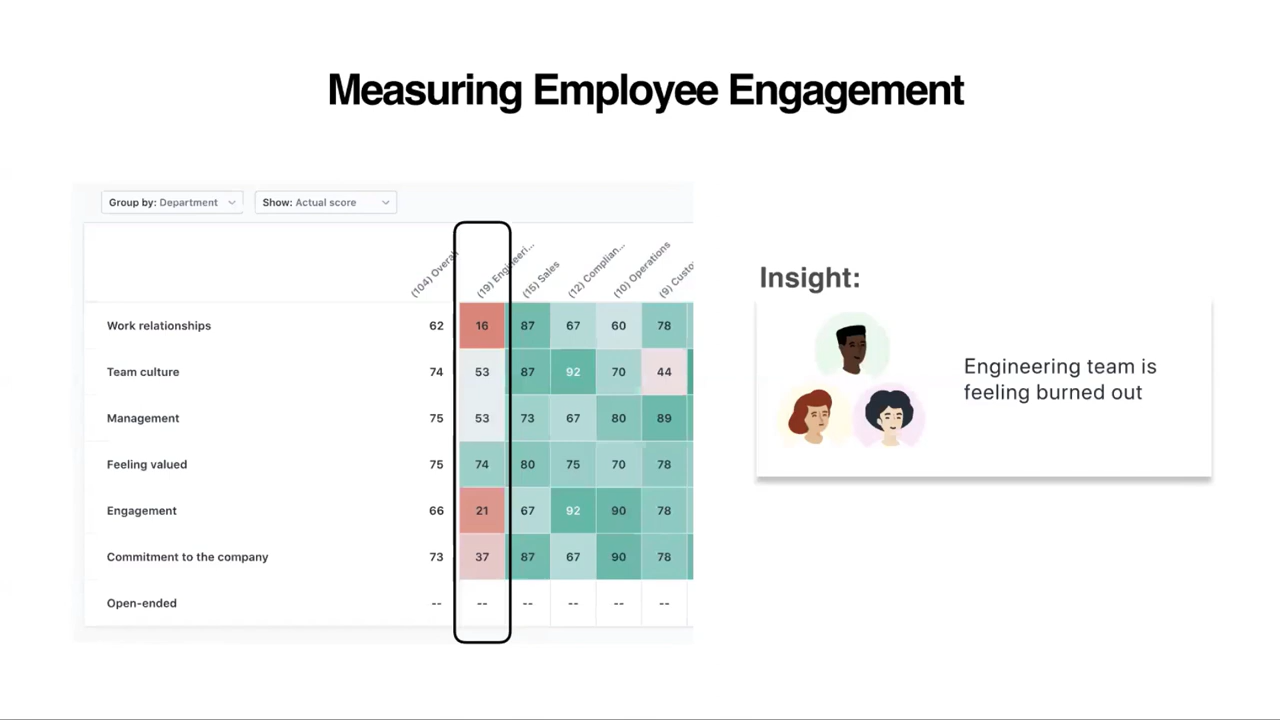 Measuring Employee Engagement
Group by: Department
Show: Actual score
(104) Overall
(19) Engineeri...
(15) Sales
(12) Complian...
(10) Operations
(9) Custo
Work relationships 62 16 87 67 60 78
Team culture 74 53 87 92 70 44
Management 75 53 73 67 80 89
Feeling valued 75 74 80 75 70 78
Engagement 66 21 67 92 90 78
Commitment to the company 73 37 87 67 90 78
Open-ended -- -- -- -- -- --
Insight:
Engineering team is
feeling burned out